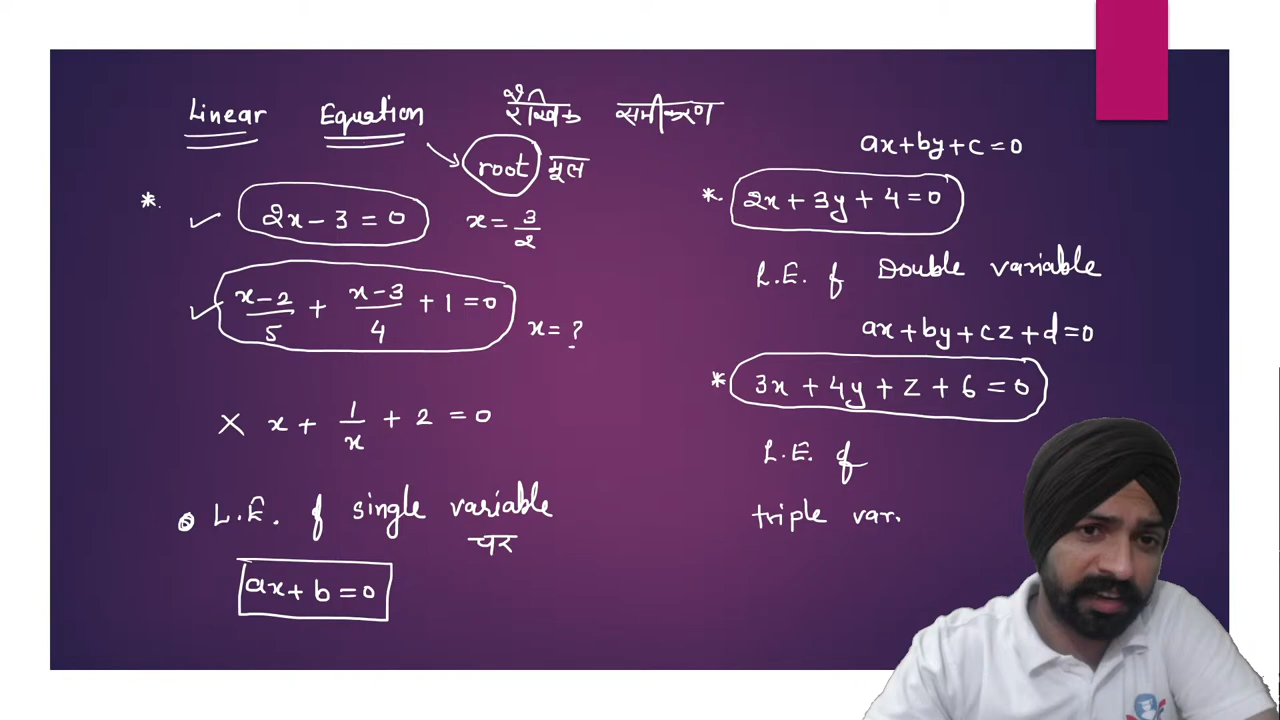 Linear Equation रैखिक समीकरण
root मूल
* ✓ 2x - 3 = 0 x = 3/2
✓ (x-2)/5 + (x-3)/4 + 1 = 0 x = ?
× x + 1/x + 2 = 0
L.E. of single variable
चर
ax + b = 0
ax + by + c = 0
* 2x + 3y + 4 = 0
L.E. of Double variable
ax + by + cz + d = 0
* 3x + 4y + z + 6 = 0
L.E. of
triple var.